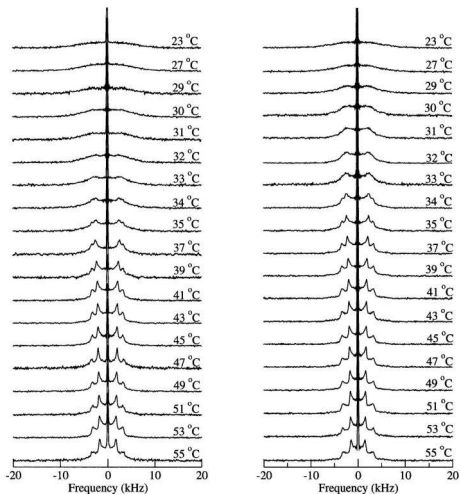 23 °C
27 °C
29 °C
30 °C
31 °C
32 °C
33 °C
34 °C
35 °C
37 °C
39 °C
41 °C
43 °C
45 °C
47 °C
49 °C
51 °C
53 °C
55 °C
-20 -10 0 10 20
Frequency (kHz)
23 °C
27 °C
29 °C
30 °C
31 °C
32 °C
33 °C
34 °C
35 °C
37 °C
39 °C
41 °C
43 °C
45 °C
47 °C
49 °C
51 °C
53 °C
55 °C
-20 -10 0 10 20
Frequency (kHz)